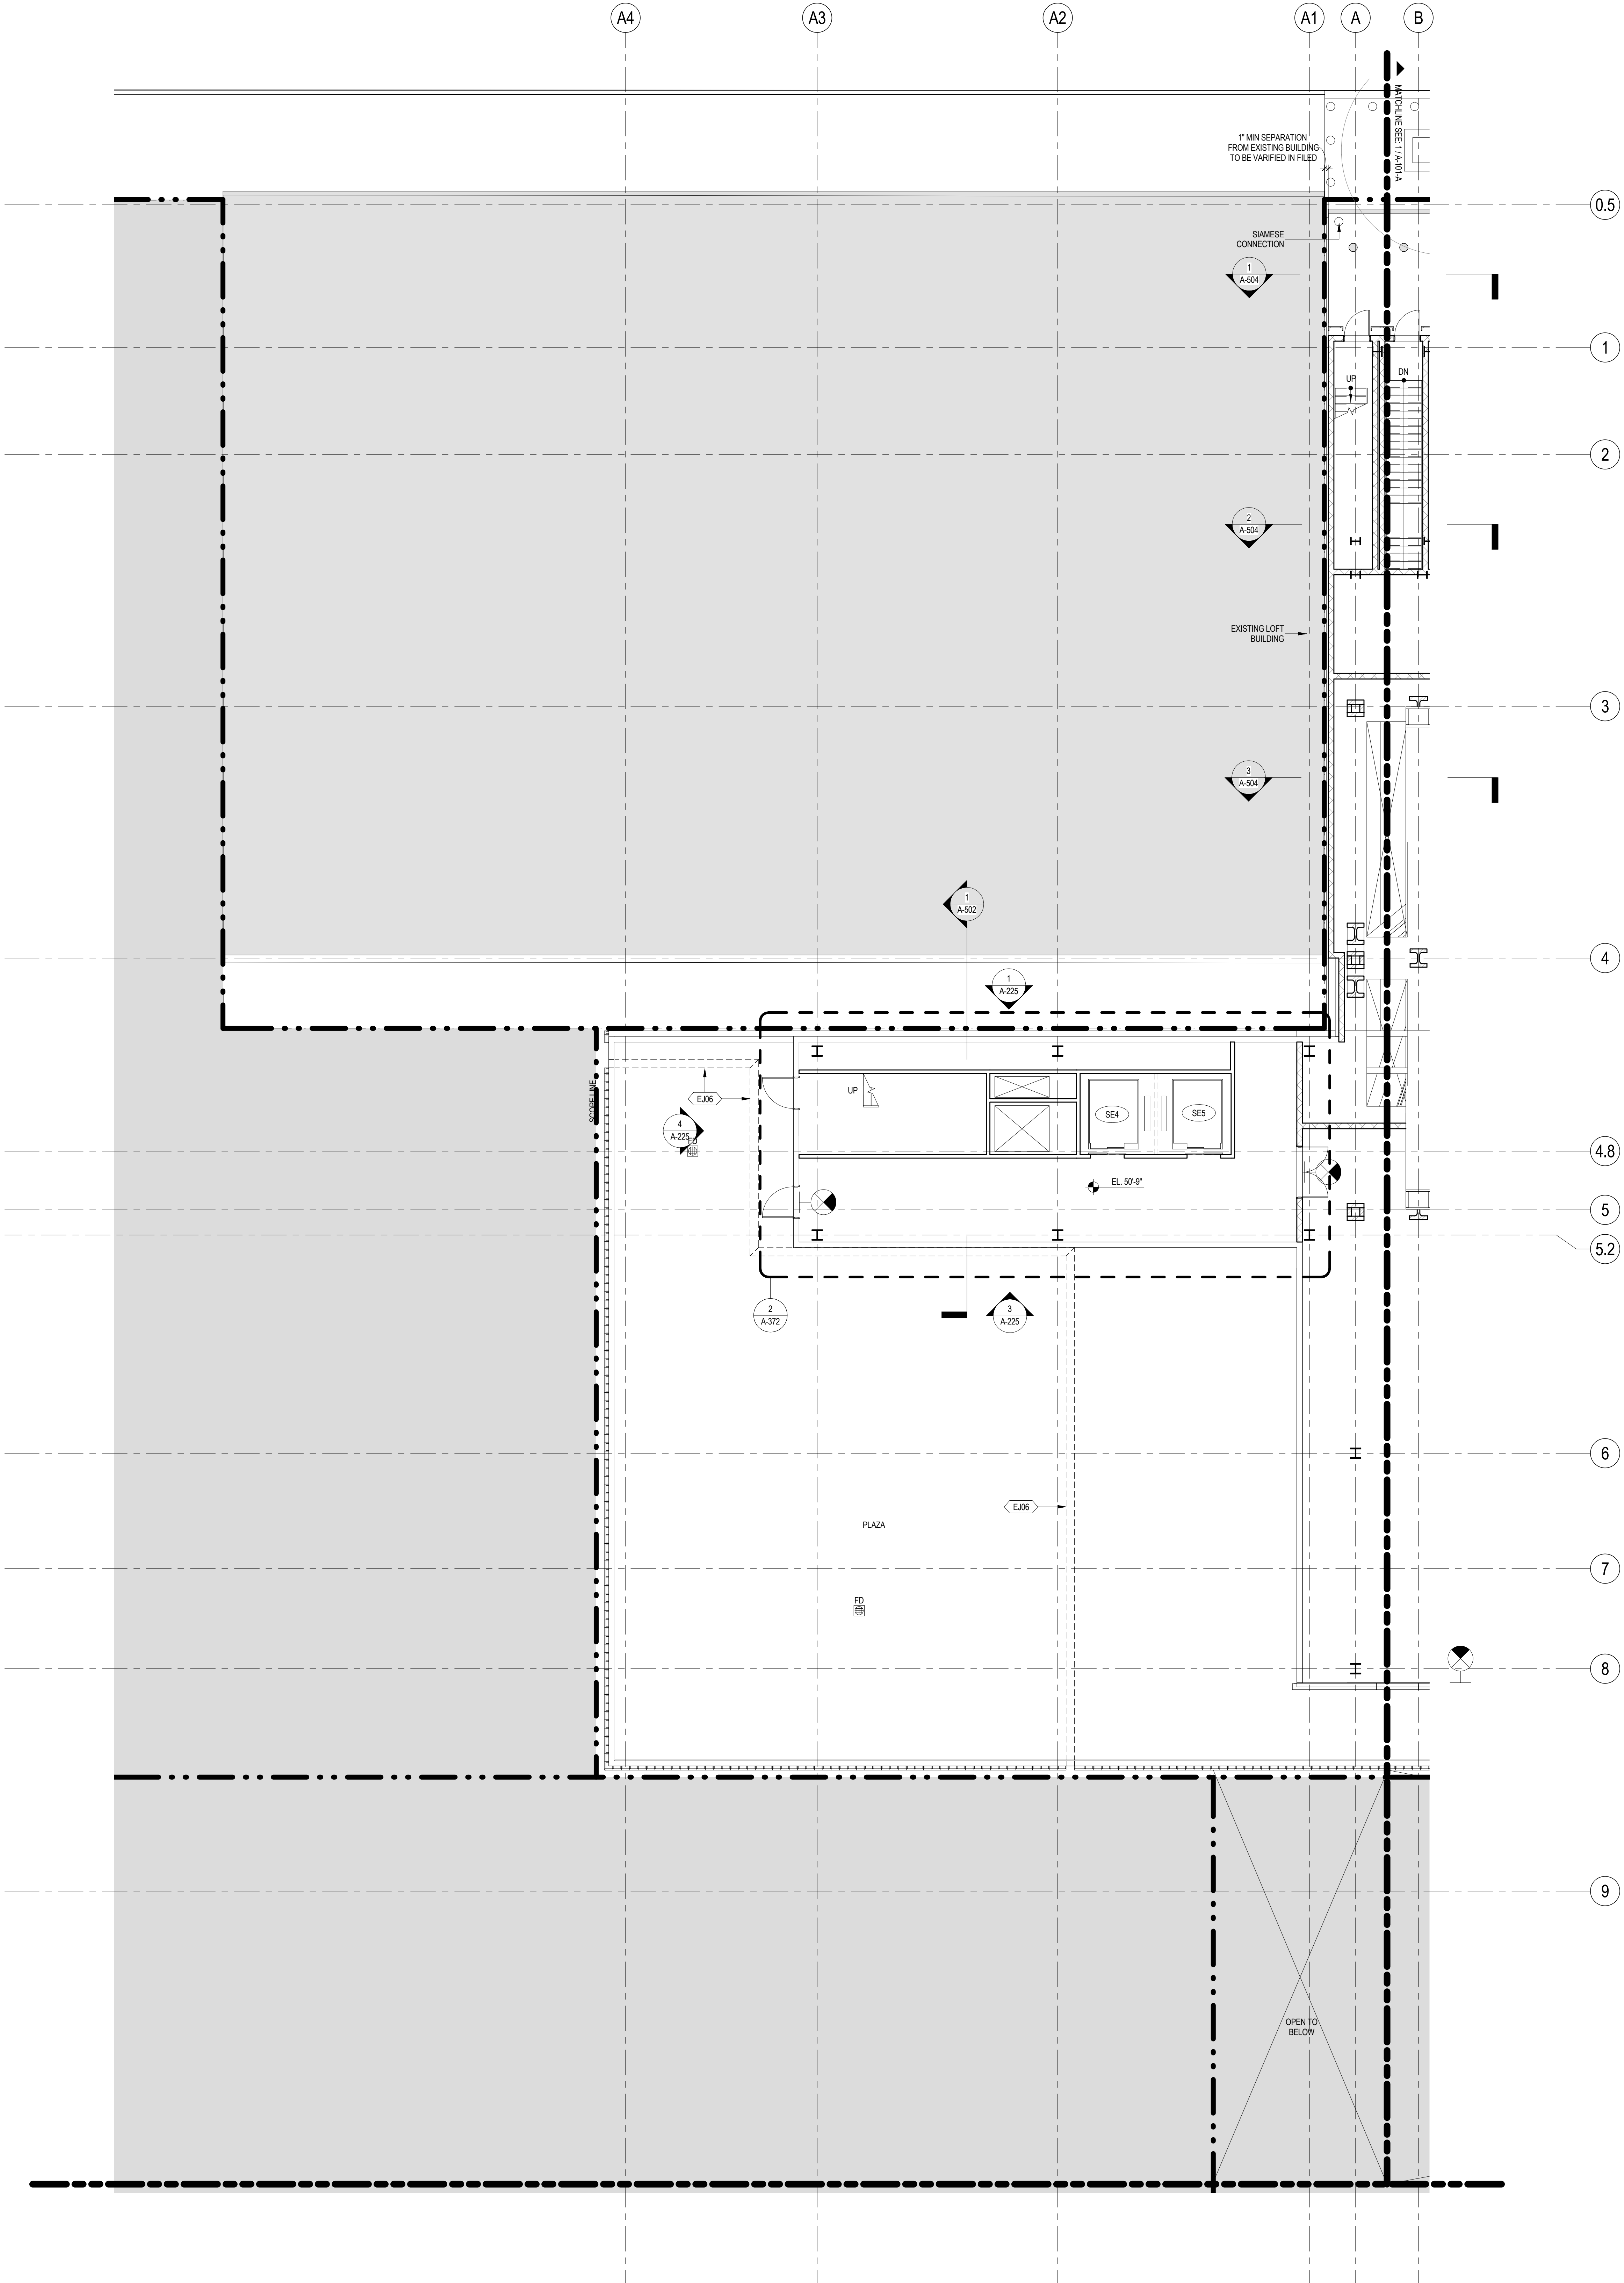 A4
A3
A2
A1
A
B
MATCHLINE SEE: 1 / A-101-A
1" MIN SEPARATION
FROM EXISTING BUILDING
TO BE VARIFIED IN FILED
0.5
SIAMESE
CONNECTION
1
A-504
1
UP
DN
2
2
A-504
EXISTING LOFT
BUILDING
3
3
A-504
1
A-502
4
1
A-225
SCOPE LINE
EJ06
UP
SE4
SE5
4
A-225
FD
4.8
EL. 50'-9"
5
5.2
2
A-372
3
A-225
6
EJ06
PLAZA
7
FD
8
9
OPEN TO
BELOW